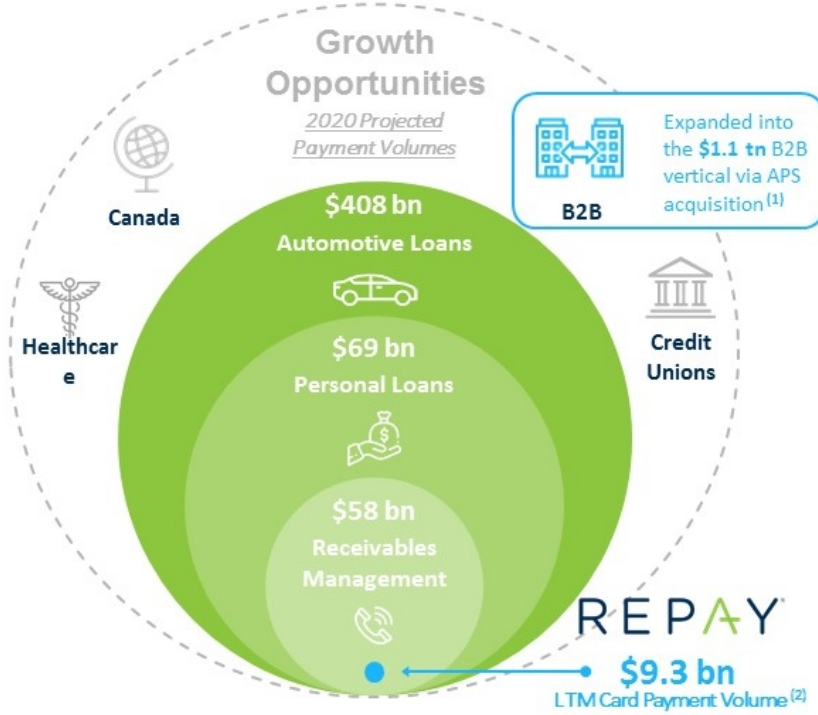 Growth
Opportunities
2020 Projected
Payment Volumes
Canada
Healthcar
e
B2B
Expanded into
the $1.1 tn B2B
vertical via APS
acquisition (1)
Credit
Unions
$408 bn
Automotive Loans
$69 bn
Personal Loans
$
$58 bn
Receivables
Management
REPAY
$9.3 bn
LTM Card Payment Volume (2)